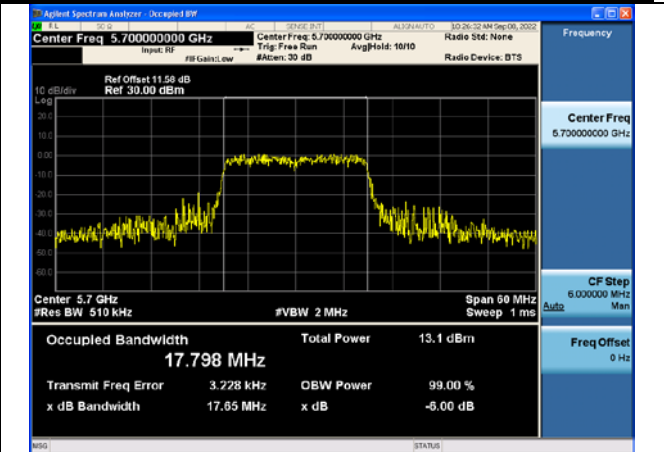 Agilent Spectrum Analyzer - Occupied BW
AC SENSE:INT ALIGNAUTO 10:26:32 AM Sep 06, 2022
Center Freq 5.700000000 GHz
Center Freq: 5.700000000 GHz
Radio Std: None
Input: RF
Trig: Free Run Avg|Hold: 10/10
#IFGain:Low
#Atten: 30 dB
Radio Device: BTS
Ref Offset 11.58 dB
10 dB/div Ref 30.00 dBm
Log
20.0
10.0
0.00
-10.0
-20.0
-30.0
-40.0
-50.0
-60.0
Center 5.7 GHz
Span 60 MHz
#Res BW 510 kHz
#VBW 2 MHz
Sweep 1 ms
Occupied Bandwidth
Total Power 13.1 dBm
17.798 MHz
Transmit Freq Error 3.228 kHz
OBW Power 99.00 %
x dB Bandwidth 17.65 MHz
x dB -6.00 dB
MSG
STATUS
Frequency
Center Freq
5.700000000 GHz
CF Step
6.000000 MHz
Auto Man
Freq Offset
0 Hz